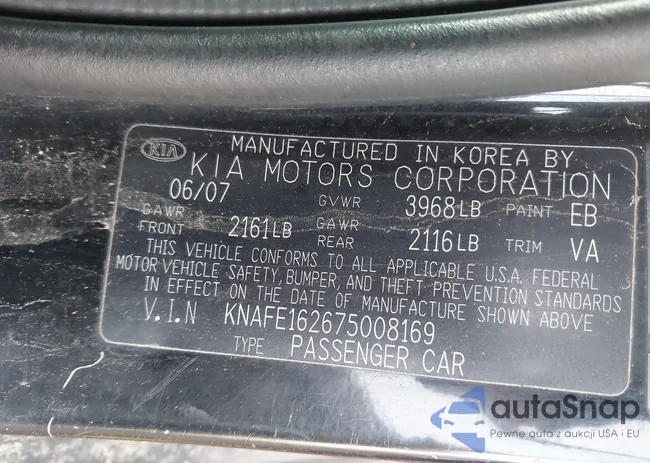 KIA
MANUFACTURED IN KOREA BY
KIA MOTORS CORPORATION
06/07 GVWR 3968LB PAINT EB
GAWR FRONT 2161LB GAWR REAR 2116LB TRIM VA
THIS VEHICLE CONFORMS TO ALL APPLICABLE U.S.A. FEDERAL
MOTOR VEHICLE SAFETY, BUMPER, AND THEFT PREVENTION STANDARDS
IN EFFECT ON THE DATE OF MANUFACTURE SHOWN ABOVE
V.I.N KNAFE162675008169
TYPE PASSENGER CAR
autaSnap
Pewne auta z aukcji USA i EU